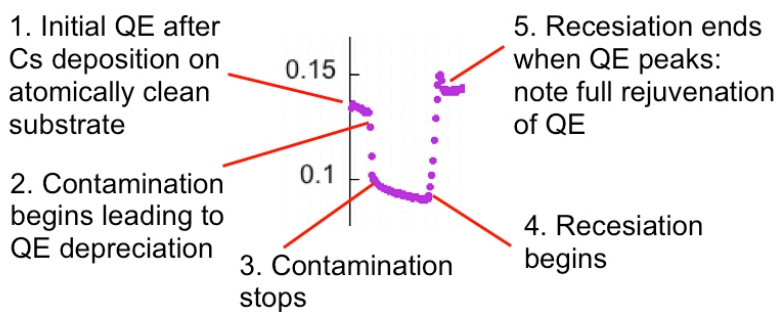 1. Initial QE after
Cs deposition on
atomically clean
substrate
2. Contamination
begins leading to
QE depreciation
0.15
0.1
3. Contamination
stops
5. Recesiation ends
when QE peaks:
note full rejuvenation
of QE
4. Recesiation
begins